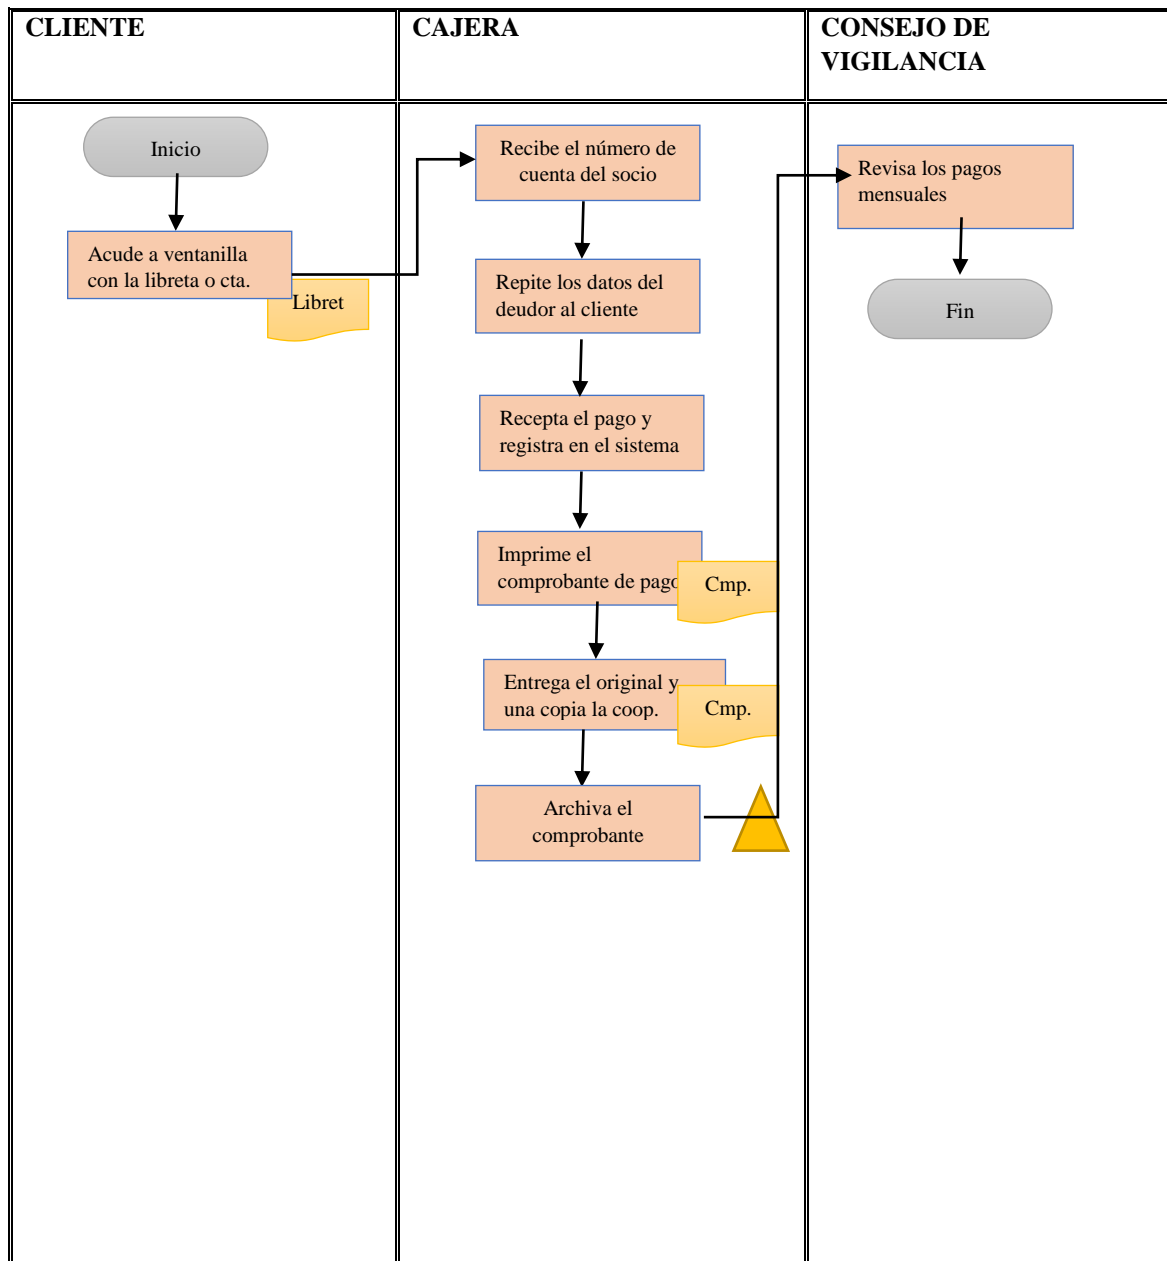 CLIENTE
CAJERA
CONSEJO DE
VIGILANCIA
Inicio
Acude a ventanilla
con la libreta o cta.
Libret
Recibe el número de
cuenta del socio
Repite los datos del
deudor al cliente
Recepta el pago y
registra en el sistema
Imprime el
comprobante de pago
Cmp.
Entrega el original y
una copia la coop.
Cmp.
Archiva el
comprobante
Revisa los pagos
mensuales
Fin